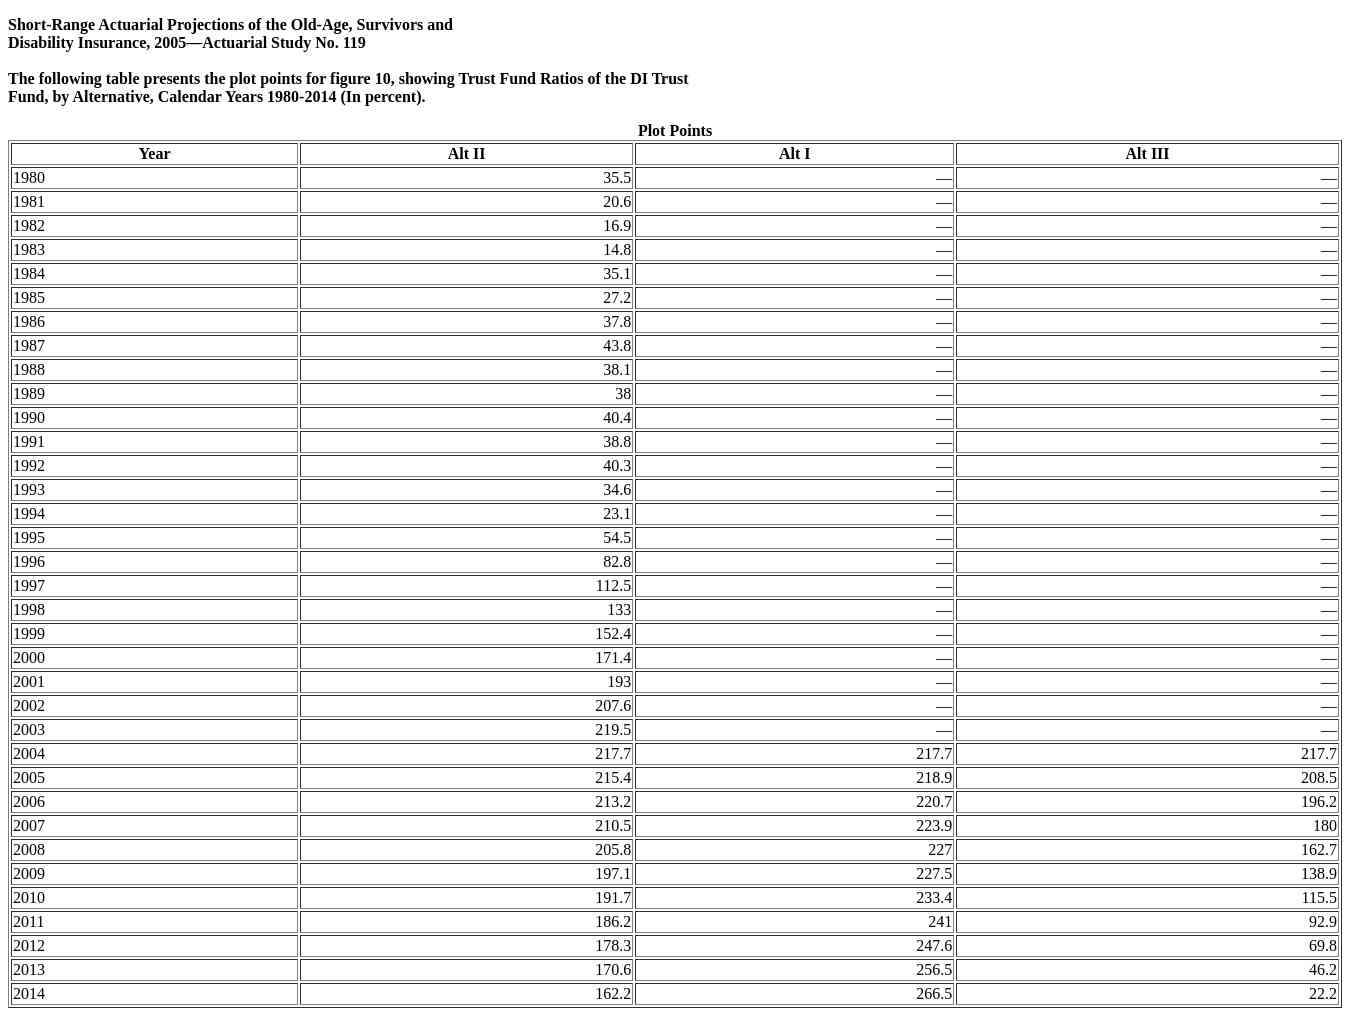 Short-Range Actuarial Projections of the Old-Age, Survivors and
Disability Insurance, 2005—Actuarial Study No. 119
The following table presents the plot points for figure 10, showing Trust Fund Ratios of the DI Trust
Fund, by Alternative, Calendar Years 1980-2014 (In percent).
Plot Points
Year Alt II Alt I Alt III
1980 35.5 — —
1981 20.6 — —
1982 16.9 — —
1983 14.8 — —
1984 35.1 — —
1985 27.2 — —
1986 37.8 — —
1987 43.8 — —
1988 38.1 — —
1989 38 — —
1990 40.4 — —
1991 38.8 — —
1992 40.3 — —
1993 34.6 — —
1994 23.1 — —
1995 54.5 — —
1996 82.8 — —
1997 112.5 — —
1998 133 — —
1999 152.4 — —
2000 171.4 — —
2001 193 — —
2002 207.6 — —
2003 219.5 — —
2004 217.7 217.7 217.7
2005 215.4 218.9 208.5
2006 213.2 220.7 196.2
2007 210.5 223.9 180
2008 205.8 227 162.7
2009 197.1 227.5 138.9
2010 191.7 233.4 115.5
2011 186.2 241 92.9
2012 178.3 247.6 69.8
2013 170.6 256.5 46.2
2014 162.2 266.5 22.2